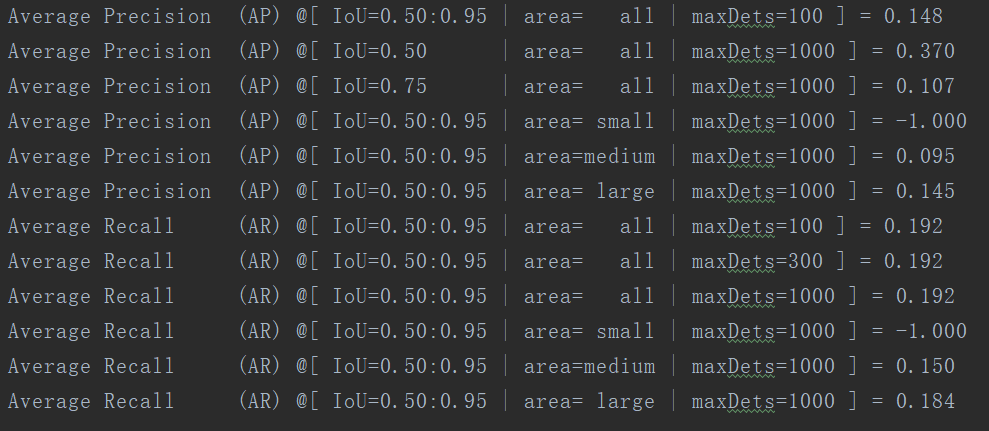 Average Precision  (AP) @[ IoU=0.50:0.95 | area=   all | maxDets=100 ] = 0.148
Average Precision  (AP) @[ IoU=0.50      | area=   all | maxDets=1000 ] = 0.370
Average Precision  (AP) @[ IoU=0.75      | area=   all | maxDets=1000 ] = 0.107
Average Precision  (AP) @[ IoU=0.50:0.95 | area= small | maxDets=1000 ] = -1.000
Average Precision  (AP) @[ IoU=0.50:0.95 | area=medium | maxDets=1000 ] = 0.095
Average Precision  (AP) @[ IoU=0.50:0.95 | area= large | maxDets=1000 ] = 0.145
Average Recall     (AR) @[ IoU=0.50:0.95 | area=   all | maxDets=100 ] = 0.192
Average Recall     (AR) @[ IoU=0.50:0.95 | area=   all | maxDets=300 ] = 0.192
Average Recall     (AR) @[ IoU=0.50:0.95 | area=   all | maxDets=1000 ] = 0.192
Average Recall     (AR) @[ IoU=0.50:0.95 | area= small | maxDets=1000 ] = -1.000
Average Recall     (AR) @[ IoU=0.50:0.95 | area=medium | maxDets=1000 ] = 0.150
Average Recall     (AR) @[ IoU=0.50:0.95 | area= large | maxDets=1000 ] = 0.184